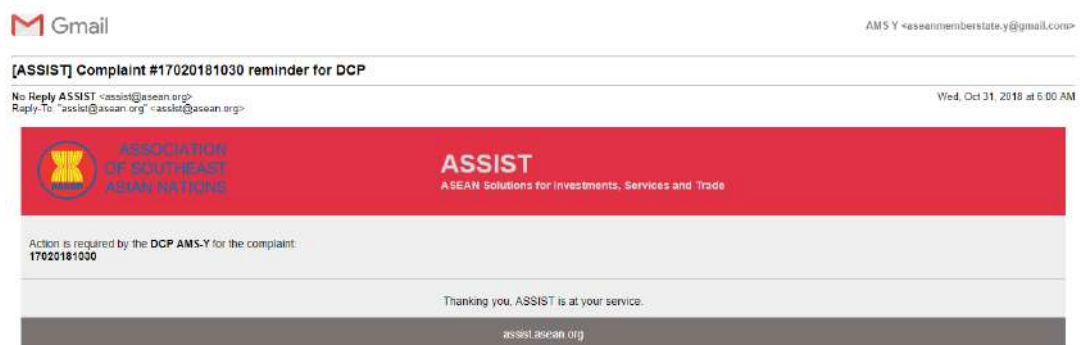 Gmail
AMS Y <aseanmemberstate.y@gmail.com>
[ASSIST] Complaint #17020181030 reminder for DCP
No Reply ASSIST <assist@asean.org>
Wed, Oct 31, 2018 at 6:00 AM
Reply-To: "assist@asean.org" <assist@asean.org>
ASSOCIATION
OF SOUTHEAST
ASIAN NATIONS
ASSIST
ASEAN Solutions for Investments, Services and Trade
Action is required by the DCP AMS-Y for the complaint:
17020181030
Thanking you, ASSIST is at your service.
assist.asean.org